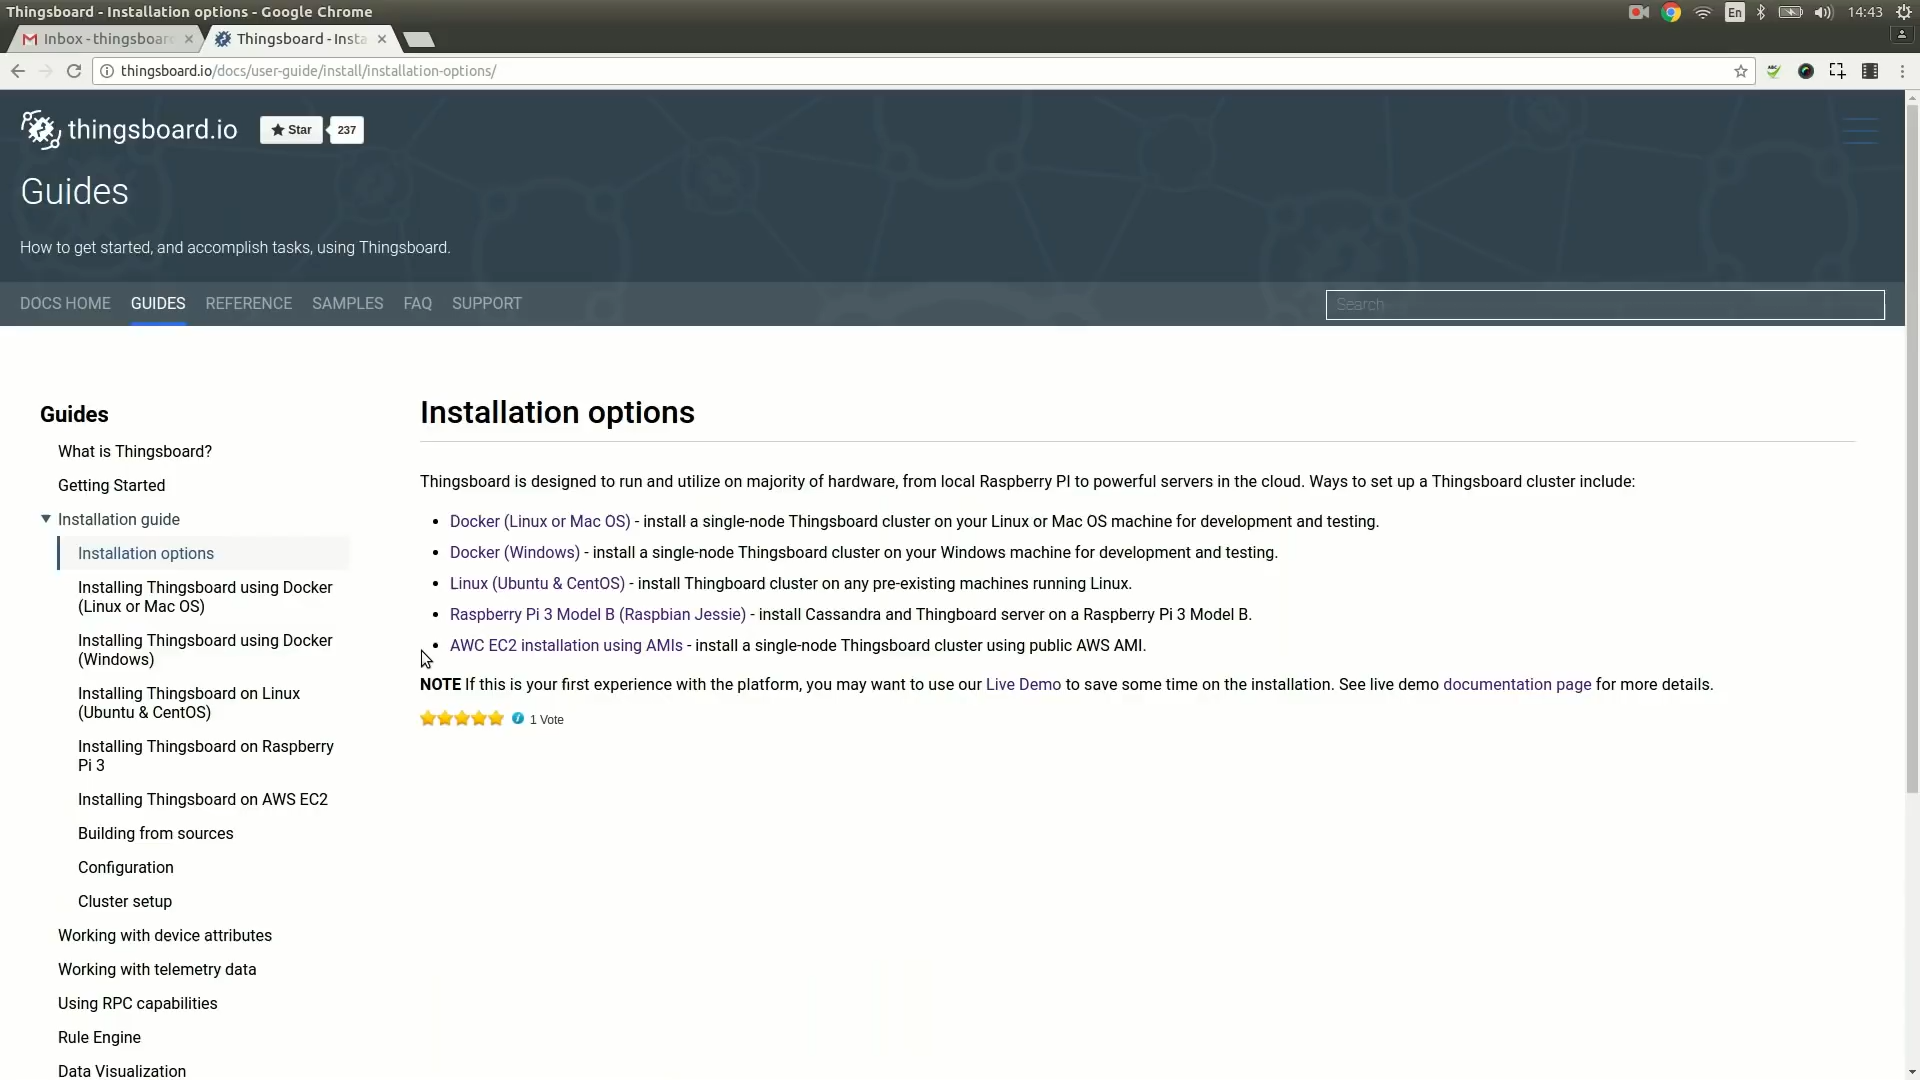 Thingsboard - Installation options - Google Chrome
En
14:43
Inbox - thingsboar
Thingsboard - Insta
thingsboard.io/docs/user-guide/install/installation-options/
thingsboard.io
Star
237
Guides
How to get started, and accomplish tasks, using Thingsboard.
DOCS HOME
GUIDES
REFERENCE
SAMPLES
FAQ
SUPPORT
Search
Guides
What is Thingsboard?
Getting Started
Installation guide
Installation options
Installing Thingsboard using Docker
(Linux or Mac OS)
Installing Thingsboard using Docker
(Windows)
Installing Thingsboard on Linux
(Ubuntu & CentOS)
Installing Thingsboard on Raspberry
Pi 3
Installing Thingsboard on AWS EC2
Building from sources
Configuration
Cluster setup
Working with device attributes
Working with telemetry data
Using RPC capabilities
Rule Engine
Data Visualization
Installation options
Thingsboard is designed to run and utilize on majority of hardware, from local Raspberry PI to powerful servers in the cloud. Ways to set up a Thingsboard cluster include:
Docker (Linux or Mac OS) - install a single-node Thingsboard cluster on your Linux or Mac OS machine for development and testing.
Docker (Windows) - install a single-node Thingsboard cluster on your Windows machine for development and testing.
Linux (Ubuntu & CentOS) - install Thingboard cluster on any pre-existing machines running Linux.
Raspberry Pi 3 Model B (Raspbian Jessie) - install Cassandra and Thingboard server on a Raspberry Pi 3 Model B.
AWC EC2 installation using AMIs - install a single-node Thingsboard cluster using public AWS AMI.
NOTE If this is your first experience with the platform, you may want to use our Live Demo to save some time on the installation. See live demo documentation page for more details.
1 Vote